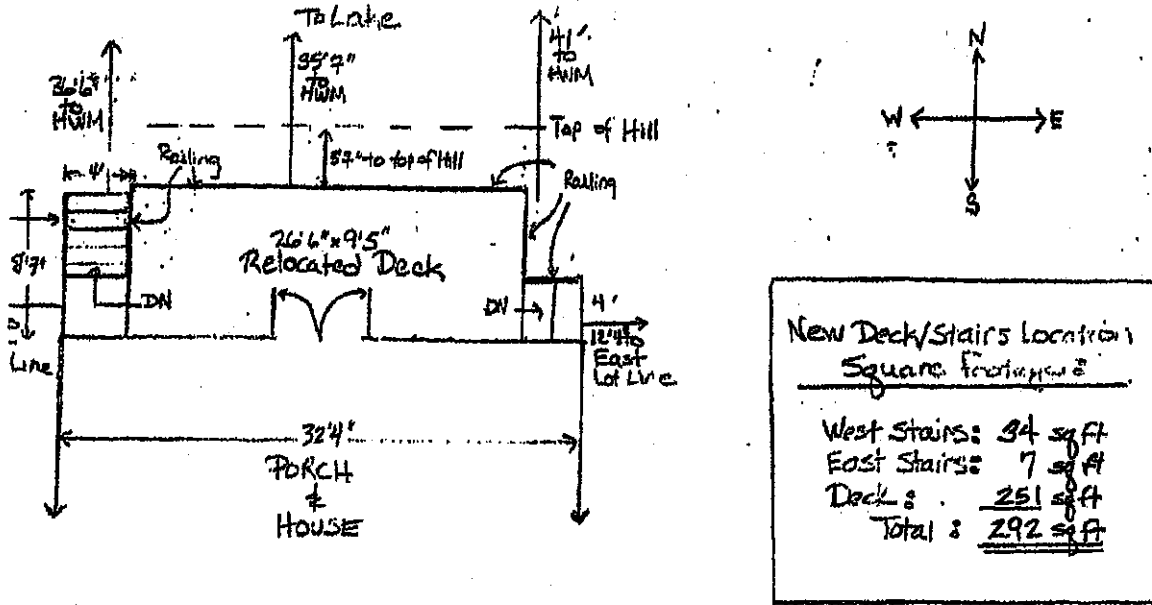 To Lake
36'6"
to
HWM
35'7"
to
HWM
41'
to
HWM
Top of Hill
57" to top of Hill
Railing
4'
Railing
8'7"
26'6" x 9'5"
Relocated Deck
DN
DN
4'
12'4" to
East
Lot Line
Line
32'4"
PORCH
&
HOUSE
N
W
E
S
New Deck/Stairs Location
Square Footage:
West Stairs: 34 sq ft
East Stairs: 7 sq ft
Deck: 251 sq ft
Total: 292 sq ft